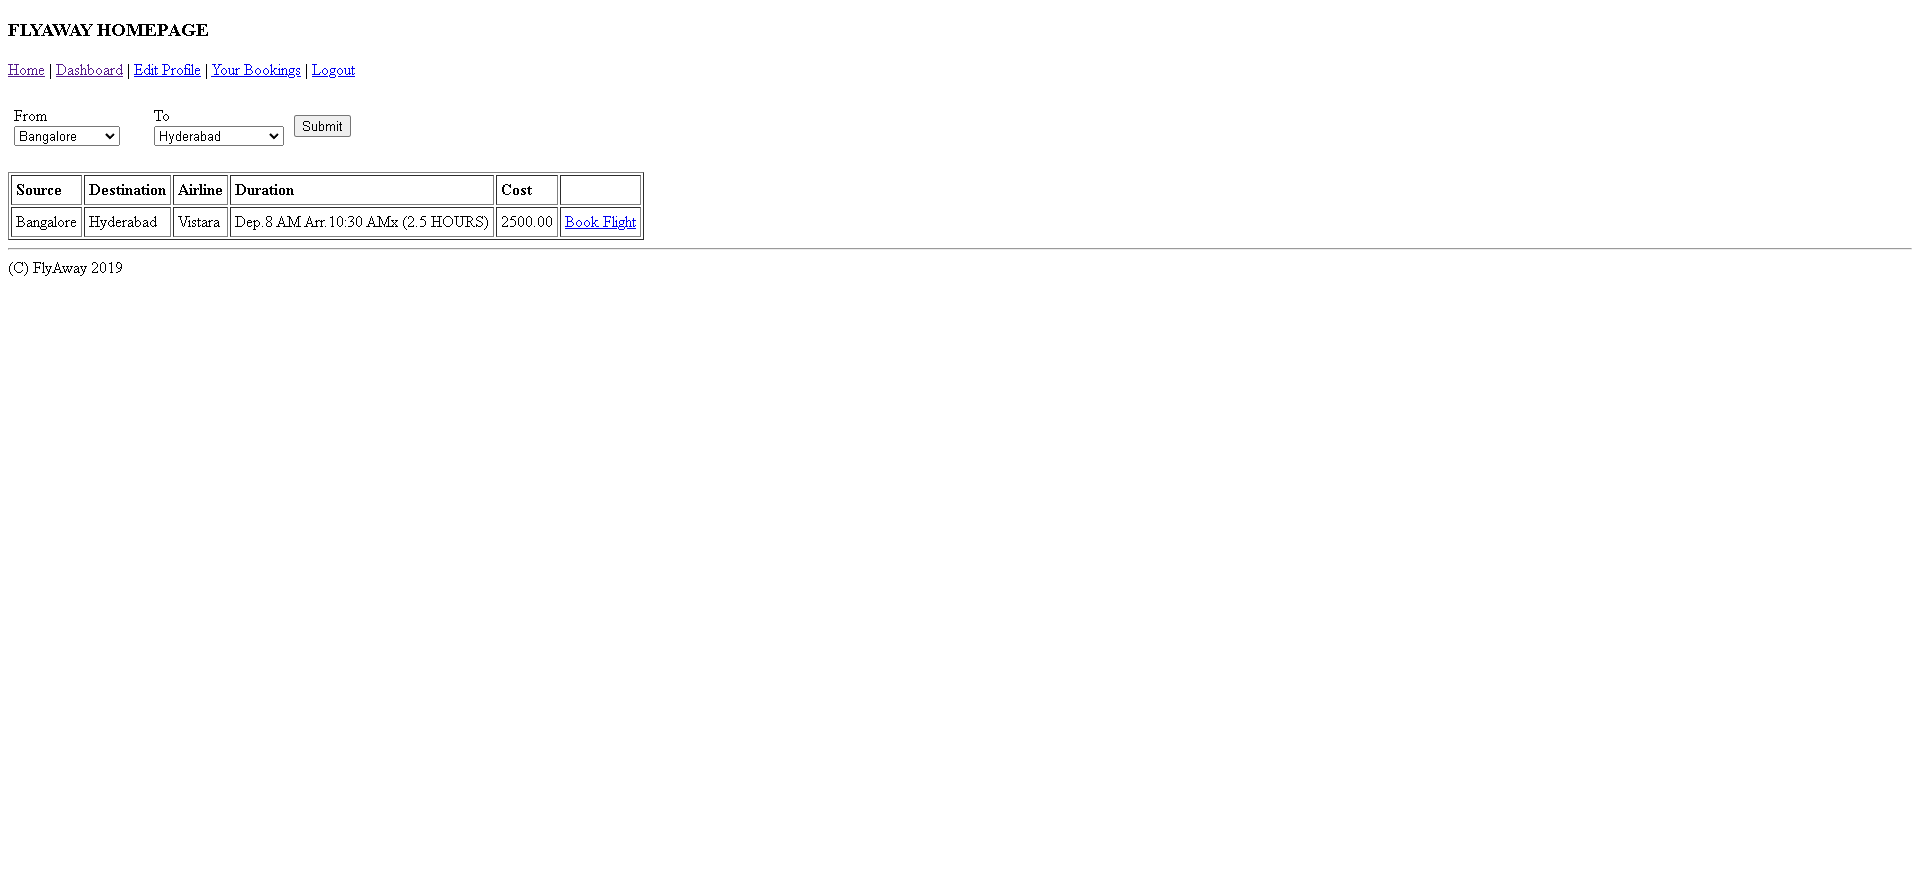 FLYAWAY HOMEPAGE
Home | Dashboard | Edit Profile | Your Bookings | Logout
From To
Bangalore Hyderabad Submit
Source Destination Airline Duration Cost
Bangalore Hyderabad Vistara Dep.8 AM Arr.10:30 AMx (2.5 HOURS) 2500.00 Book Flight
(C) FlyAway 2019